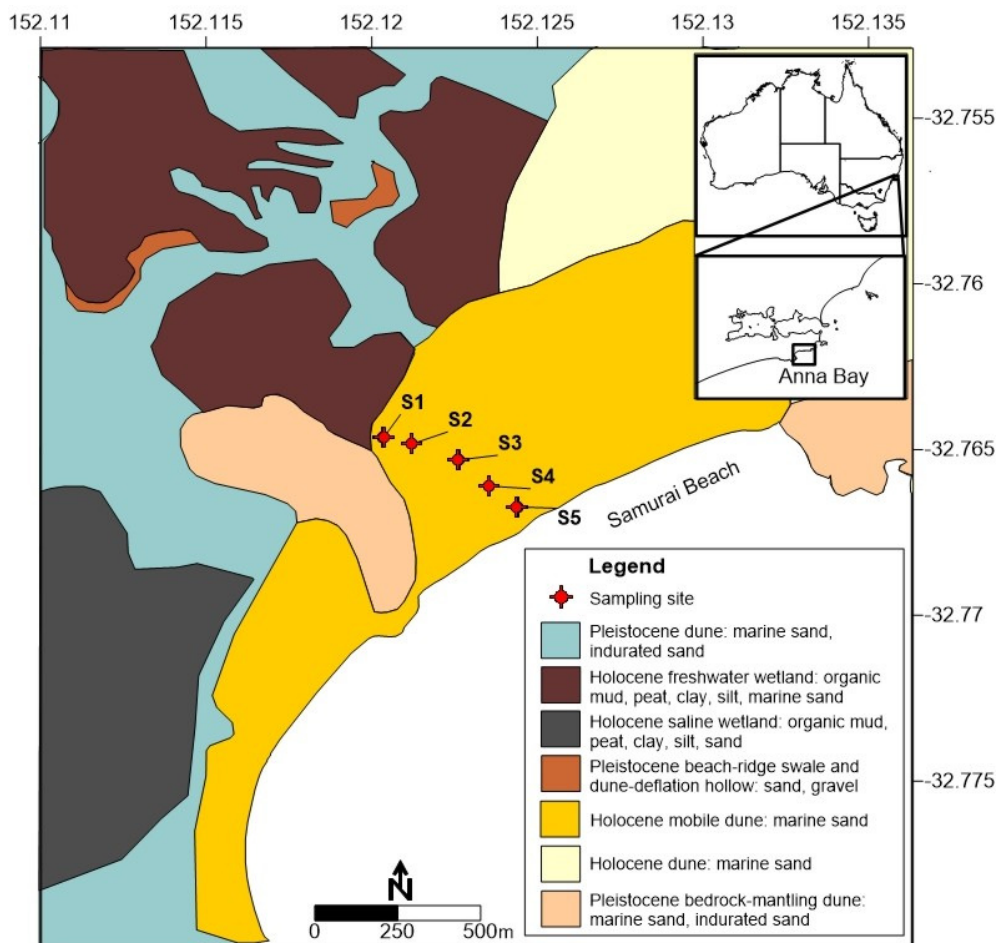 152.11 152.115 152.12 152.125 152.13 152.135
-32.755
-32.76
Anna Bay
S1
S2
S3
S4
S5
-32.765
Samurai Beach
-32.77
-32.775
Legend
Sampling site
Pleistocene dune: marine sand,
indurated sand
Holocene freshwater wetland: organic
mud, peat, clay, silt, marine sand
Holocene saline wetland: organic mud,
peat, clay, silt, sand
Pleistocene beach-ridge swale and
dune-deflation hollow: sand, gravel
Holocene mobile dune: marine sand
Holocene dune: marine sand
Pleistocene bedrock-mantling dune:
marine sand, indurated sand
N
0 250 500m